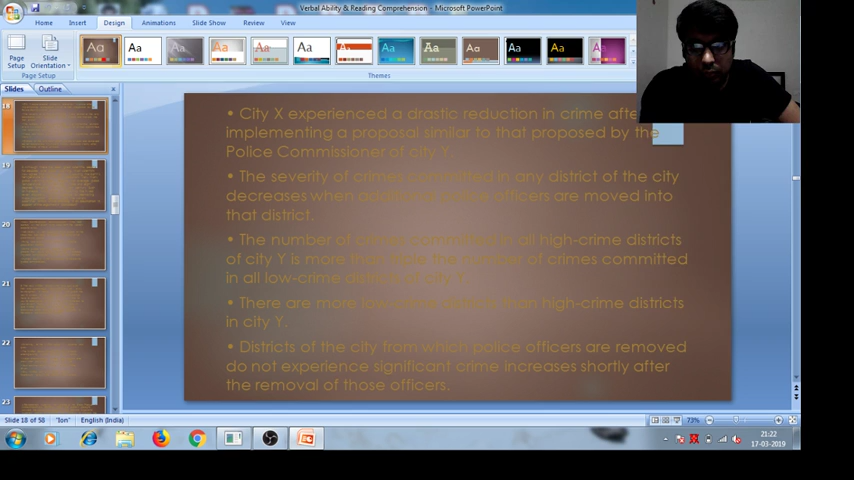 Verbal Ability & Reading Comprehension - Microsoft PowerPoint
Home Insert Design Animations Slide Show Review View
Page Setup
Slide Orientation
Page Setup
Themes
Slides Outline
18
19
20
21
22
23
• City X experienced a drastic reduction in crime after
implementing a proposal similar to that proposed by the
Police Commissioner of city Y.
• The severity of crimes committed in any district of the city
decreases when additional police officers are moved into
that district.
• The number of crimes committed in all high-crime districts
of city Y is more than the number of crimes committed
in all low-crime districts of city Y.
• There are more low-crime districts than high-crime districts
in city Y.
• Districts of the city from which police officers are removed
do not experience significant crime increases shortly after
the removal of those officers.
Slide 18 of 58 "Ion" English (India)
73%
21:22
17-03-2019